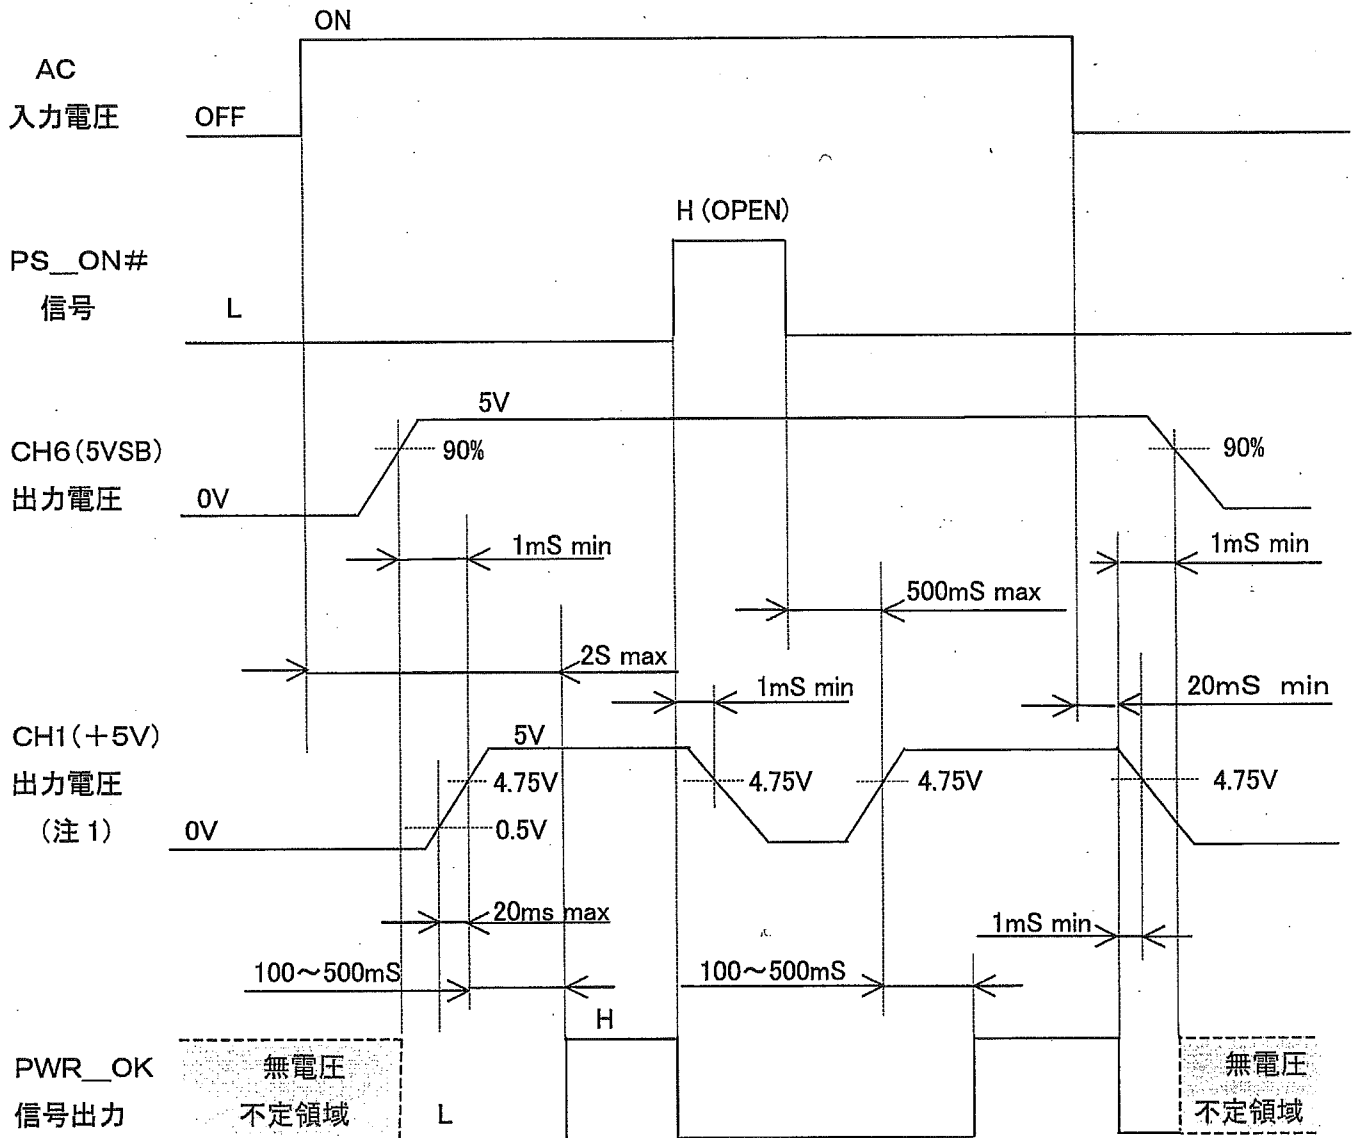 ON
AC
入力電圧
OFF
H (OPEN)
PS__ON#
信号
L
5V
CH6(5VSB)
90%
90%
出力電圧
0V
1mS min
1mS min
500mS max
2S max
1mS min
20mS min
CH1(+5V)
5V
出力電圧
4.75V
4.75V
4.75V
4.75V
(注1)
0V
0.5V
20ms max
1mS min
100～500mS
100～500mS
H
PWR__OK
無電圧
無電圧
信号出力
不定領域
L
不定領域